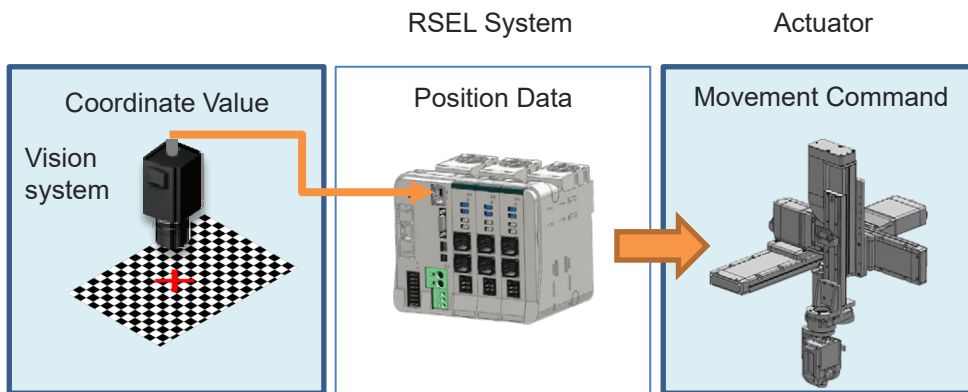 RSEL System
Actuator
Coordinate Value
Position Data
Movement Command
Vision
system